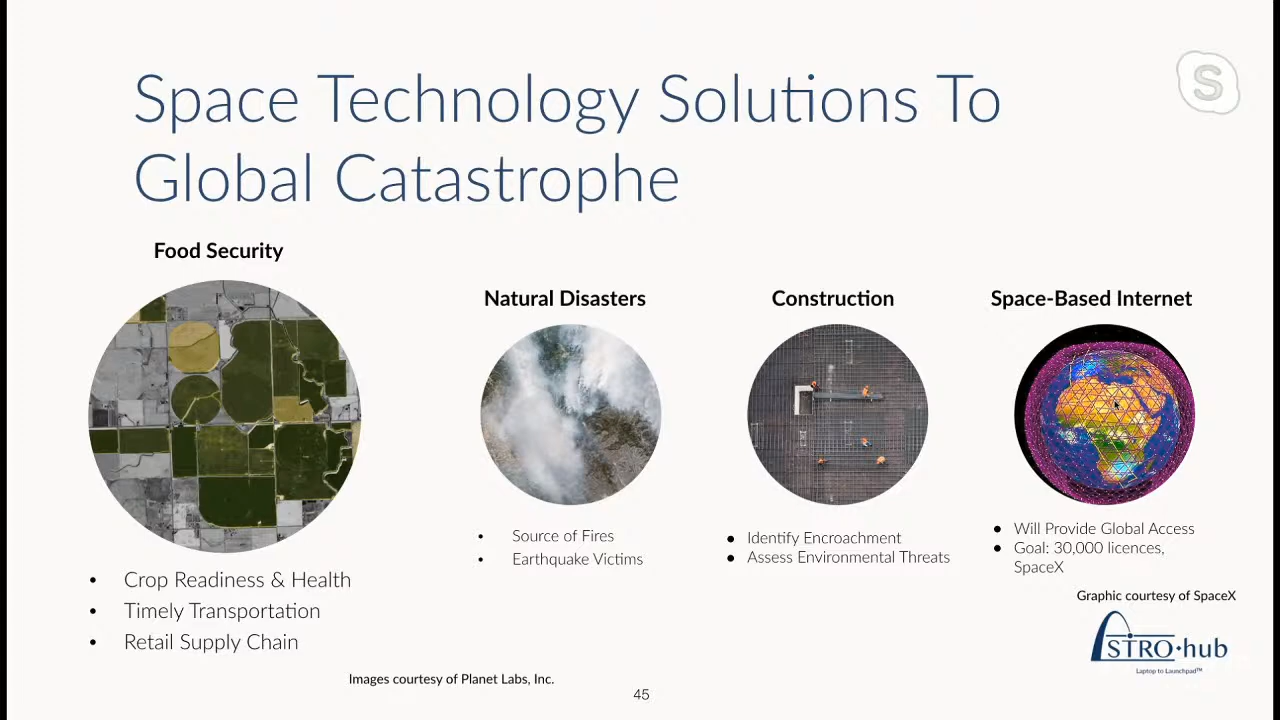 Space Technology Solutions To
Global Catastrophe
S
Food Security
Crop Readiness & Health
Timely Transportation
Retail Supply Chain
Natural Disasters
Source of Fires
Earthquake Victims
Construction
Identify Encroachment
Assess Environmental Threats
Space-Based Internet
Will Provide Global Access
Goal: 30,000 licences,
SpaceX
Graphic courtesy of SpaceX
ASTRO·hub
Laptop to Launchpad™
Images courtesy of Planet Labs, Inc.
45